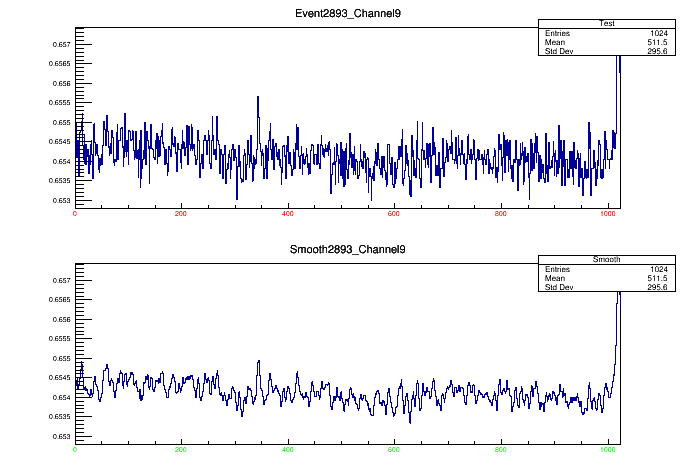 Event2893_Channel9
Test
Entries 1024
Mean 511.5
Std Dev 295.6
0.657
0.6565
0.656
0.6555
0.655
0.6545
0.654
0.6535
0.653
0 200 400 600 800 1000
Smooth2893_Channel9
Smooth
Entries 1024
Mean 511.5
Std Dev 295.6
0.657
0.6565
0.656
0.6555
0.655
0.6545
0.654
0.6535
0.653
0 200 400 600 800 1000